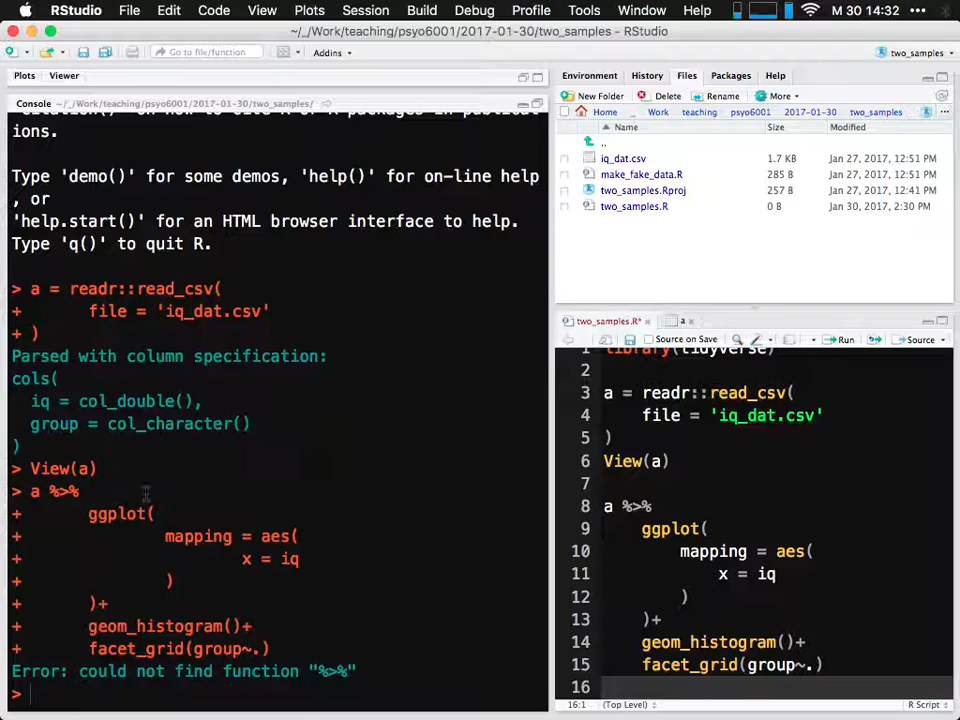 RStudio File Edit Code View Plots Session Build Debug Profile Tools Window Help M 30 14:32
~/_/Work/teaching/psyo6001/2017-01-30/two_samples - RStudio
Go to file/function Addins two_samples
Plots Viewer
Console ~/_/Work/teaching/psyo6001/2017-01-30/two_samples/
ions.
Type 'demo()' for some demos, 'help()' for on-line help
, or
'help.start()' for an HTML browser interface to help.
Type 'q()' to quit R.
> a = readr::read_csv(
+ file = 'iq_dat.csv'
+ )
Parsed with column specification:
cols(
iq = col_double(),
group = col_character()
)
> View(a)
> a %>%
+ ggplot(
+ mapping = aes(
+ x = iq
+ )
+ )+
+ geom_histogram()+
+ facet_grid(group~.)
Error: could not find function "%>%"
>
Environment History Files Packages Help
New Folder Delete Rename More
Home _ Work teaching psyo6001 2017-01-30 two_samples
Name Size Modified
..
iq_dat.csv 1.7 KB Jan 27, 2017, 12:51 PM
make_fake_data.R 285 B Jan 27, 2017, 12:51 PM
two_samples.Rproj 257 B Jan 27, 2017, 12:41 PM
two_samples.R 0 B Jan 30, 2017, 2:30 PM
two_samples.R* a
Source on Save Run Source
1 library(tidyverse)
2
3 a = readr::read_csv(
4 file = 'iq_dat.csv'
5 )
6 View(a)
7
8 a %>%
9 ggplot(
10 mapping = aes(
11 x = iq
12 )
13 )+
14 geom_histogram()+
15 facet_grid(group~.)
16
16:1 (Top Level) R Script